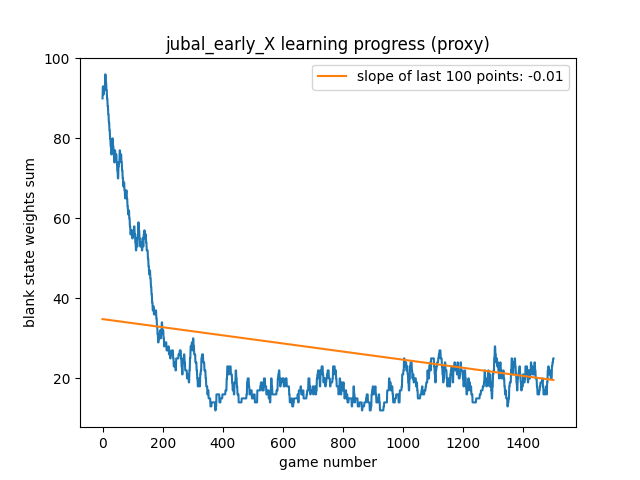 jubal_early_X learning progress (proxy)
slope of last 100 points: -0.01
100
80
60
40
20
blank state weights sum
0 200 400 600 800 1000 1200 1400
game number